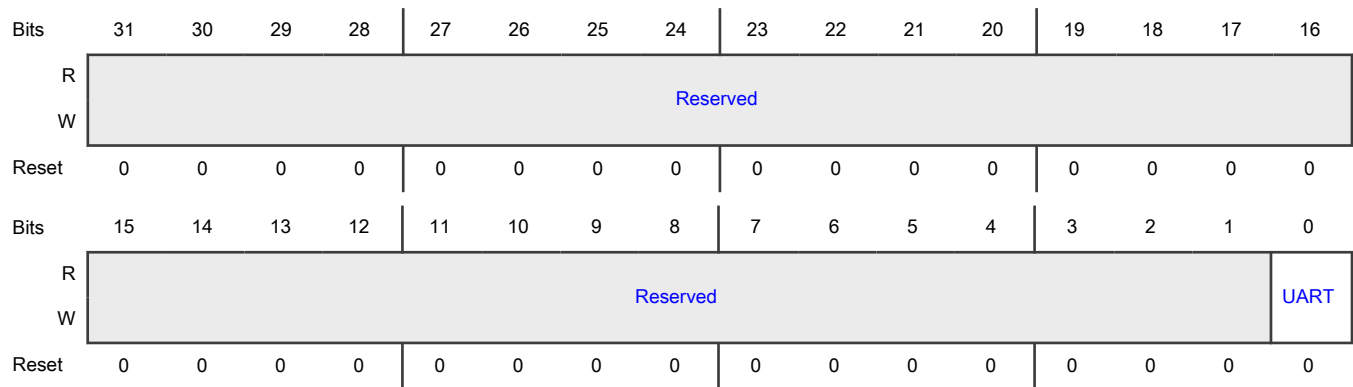 Bits 31 30 29 28 27 26 25 24 23 22 21 20 19 18 17 16
R
Reserved
W
Reset 0 0 0 0 0 0 0 0 0 0 0 0 0 0 0 0
Bits 15 14 13 12 11 10 9 8 7 6 5 4 3 2 1 0
R
Reserved UART
W
Reset 0 0 0 0 0 0 0 0 0 0 0 0 0 0 0 0